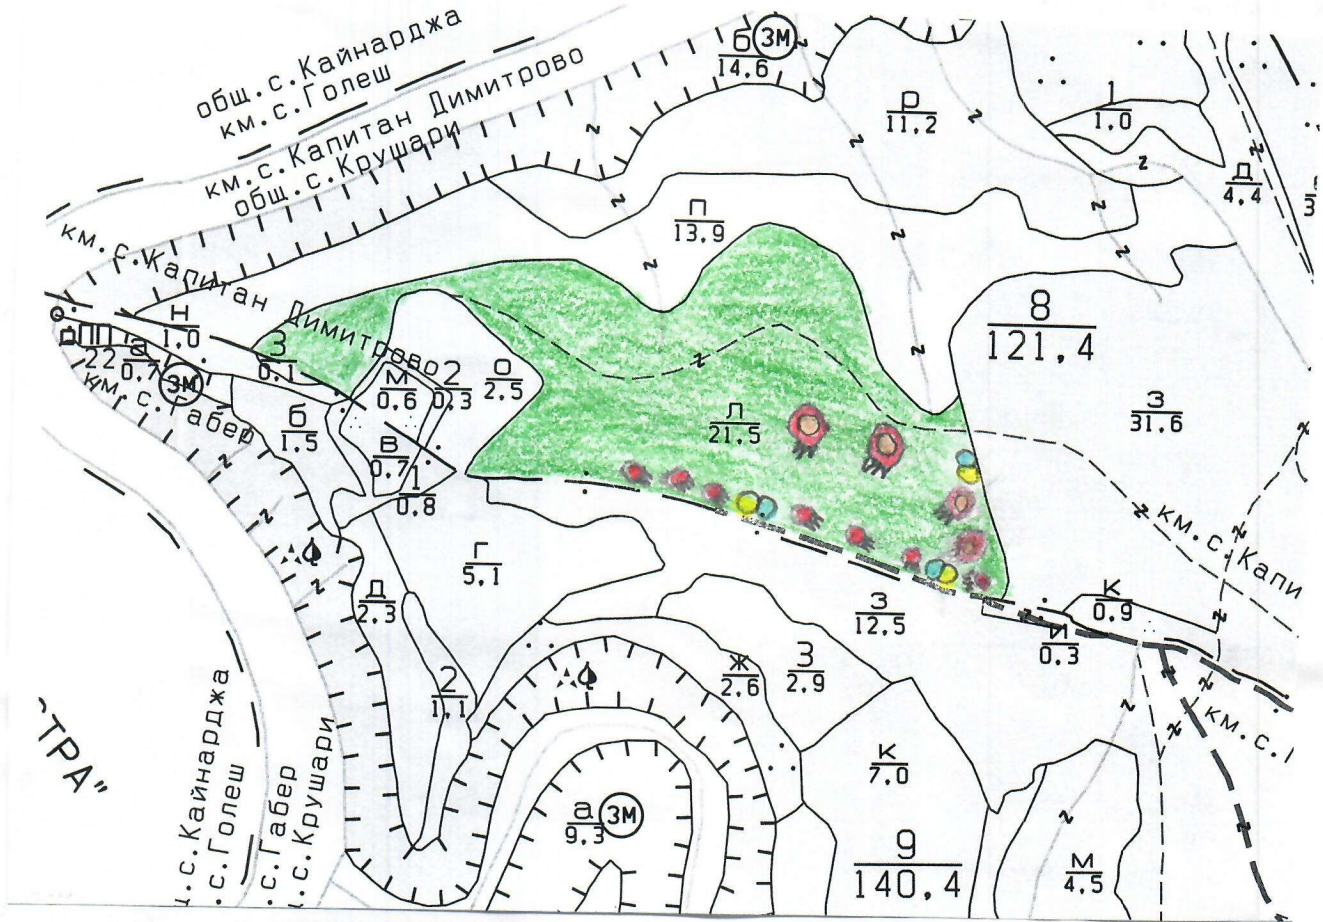 общ.с.Кайнарджа
км.с.Голеш
км.с.Капитан Димитрово
общ.с.Крушари
б
14,6
ЗМ
р
11,2
1
1,0
Д
4,4
П
13,9
км.с.Капитан Димитрово
н
1,0
З
0,1
ПП
22
а
0,7
ЗМ
км.с.Габер
б
1,5
м
0,6
2
0,3
О
2,5
в
0,7
1
0,8
Л
21,5
8
121,4
З
31,6
км.с.Капи
Г
5,1
Д
2,3
2
1,1
З
12,5
К
0,9
И
0,3
Ж
2,6
З
2,9
км.с.
К
7,0
а
9,3
ЗМ
9
140,4
М
4,5
ТРА"
.с.Кайнарджа
.с.Голеш
.с.Габер
.с.Крушари